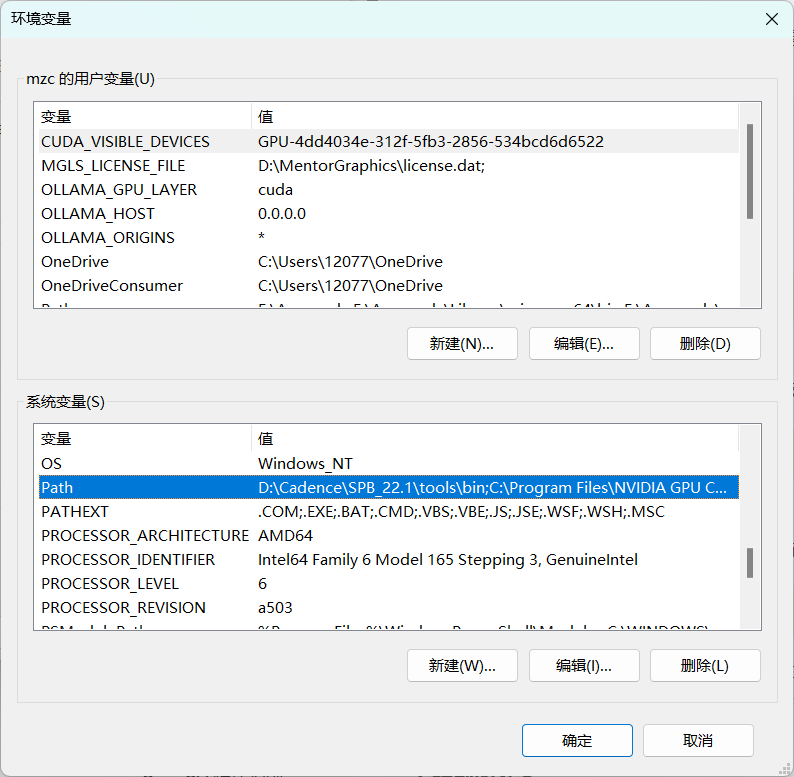 环境变量
mzc 的用户变量(U)
变量 值
CUDA_VISIBLE_DEVICES GPU-4dd4034e-312f-5fb3-2856-534bcd6d6522
MGLS_LICENSE_FILE D:\MentorGraphics\license.dat;
OLLAMA_GPU_LAYER cuda
OLLAMA_HOST 0.0.0.0
OLLAMA_ORIGINS *
OneDrive C:\Users\12077\OneDrive
OneDriveConsumer C:\Users\12077\OneDrive
新建(N)... 编辑(E)... 删除(D)
系统变量(S)
变量 值
OS Windows_NT
Path D:\Cadence\SPB_22.1\tools\bin;C:\Program Files\NVIDIA GPU C...
PATHEXT .COM;.EXE;.BAT;.CMD;.VBS;.VBE;.JS;.JSE;.WSF;.WSH;.MSC
PROCESSOR_ARCHITECTURE AMD64
PROCESSOR_IDENTIFIER Intel64 Family 6 Model 165 Stepping 3, GenuineIntel
PROCESSOR_LEVEL 6
PROCESSOR_REVISION a503
新建(W)... 编辑(I)... 删除(L)
确定 取消